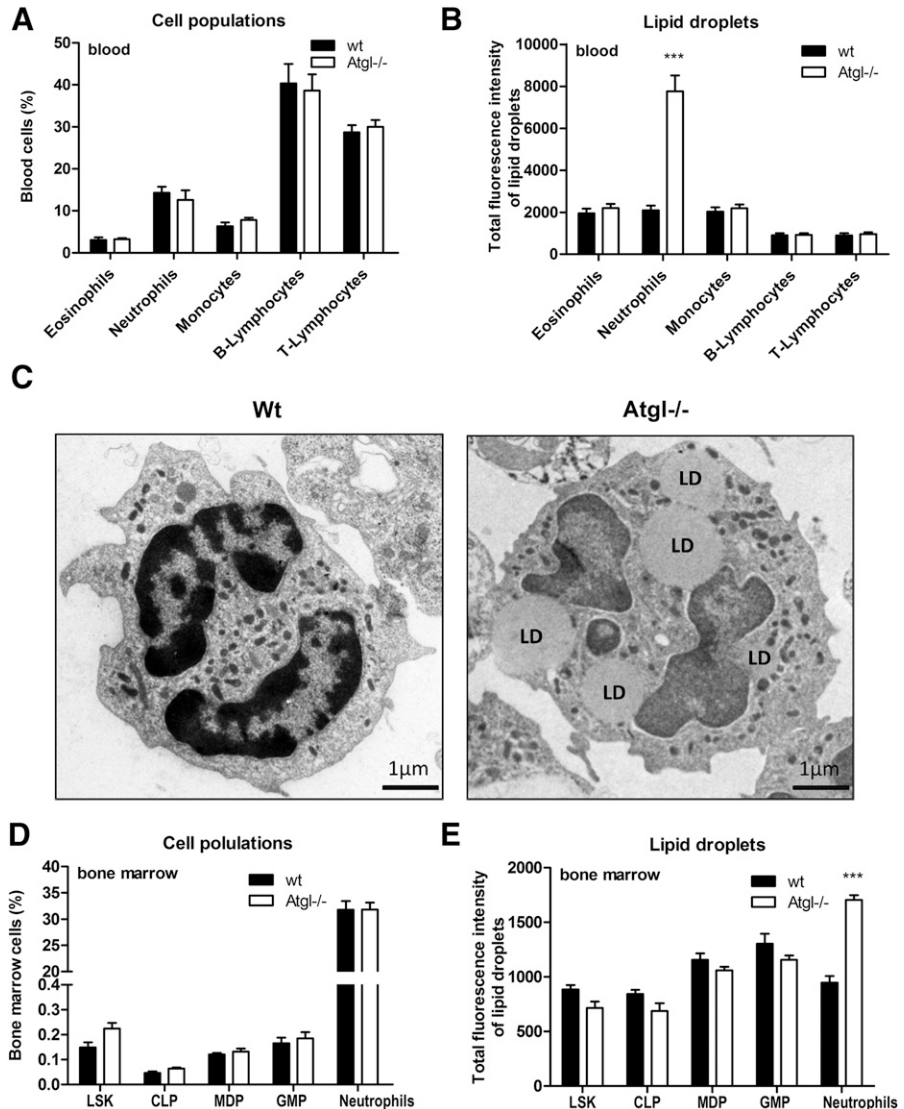 A
Cell populations
blood
wt
Atgl-/-
Blood cells (%)
50
40
30
20
10
0
Eosinophils
Neutrophils
Monocytes
B-Lymphocytes
T-Lymphocytes
B
Lipid droplets
blood
wt
Atgl-/-
***
Total fluorescence intensity
of lipid droplets
10000
8000
6000
4000
2000
0
Eosinophils
Neutrophils
Monocytes
B-Lymphocytes
T-Lymphocytes
C
Wt
1µm
Atgl-/-
LD
LD
LD
LD
LD
1µm
D
Cell polulations
bone marrow
wt
Atgl-/-
Bone marrow cells (%)
40
35
30
25
20
0.4
0.3
0.2
0.1
0.0
LSK
CLP
MDP
GMP
Neutrophils
E
Lipid droplets
bone marrow
wt
Atgl-/-
***
Total fluorescence intensity
of lipid droplets
2000
1500
1000
500
0
LSK
CLP
MDP
GMP
Neutrophils